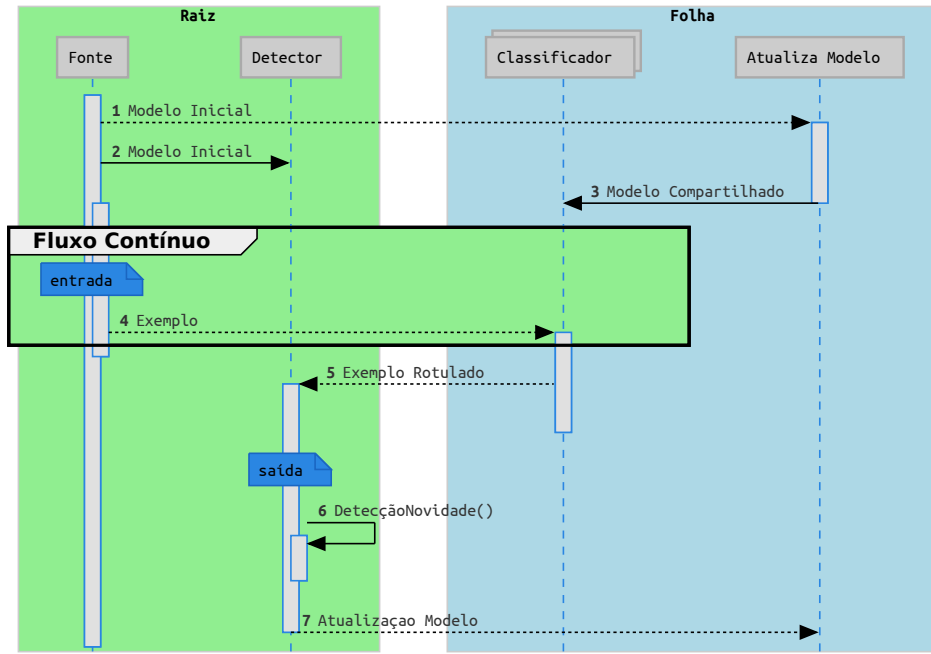 Raiz
Folha
Fonte
Detector
Classificador
Atualiza Modelo
1 Modelo Inicial
2 Modelo Inicial
3 Modelo Compartilhado
Fluxo Contínuo
entrada
4 Exemplo
5 Exemplo Rotulado
saída
6 DetecçãoNovidade()
7 Atualizaçao Modelo